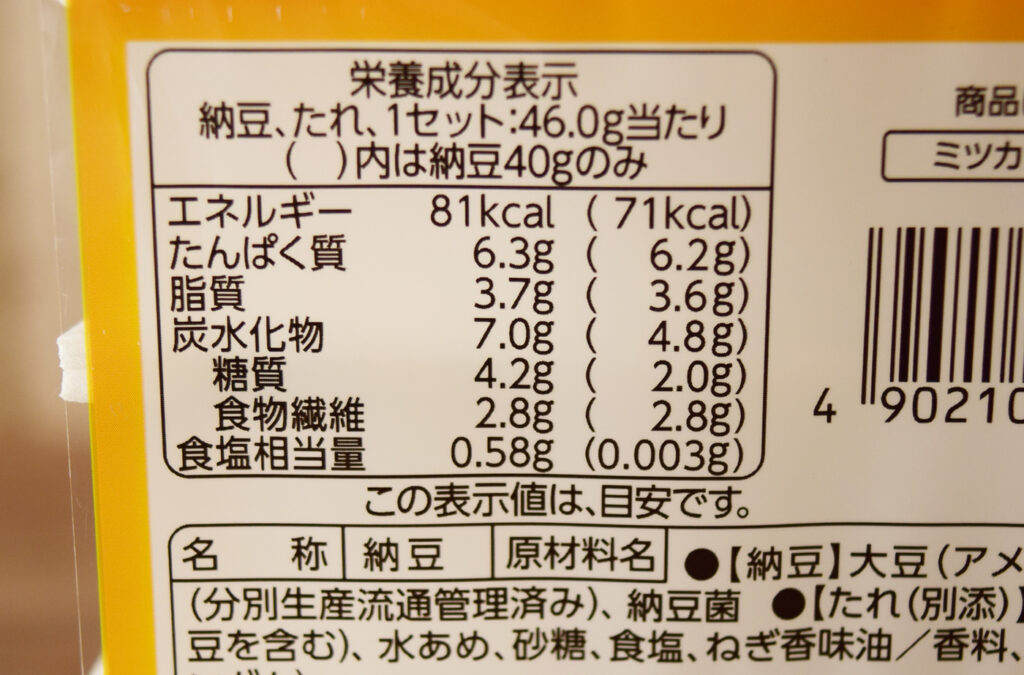 栄養成分表示
納豆、たれ、1セット:46.0g当たり
( )内は納豆40gのみ
エネルギー 81kcal ( 71kcal)
たんぱく質 6.3g ( 6.2g)
脂質 3.7g ( 3.6g)
炭水化物 7.0g ( 4.8g)
糖質 4.2g ( 2.0g)
食物繊維 2.8g ( 2.8g)
食塩相当量 0.58g (0.003g)
この表示値は、目安です。
商品
ミツカ
4 90210
名称 納豆 原材料名 ●【納豆】大豆(アメ
(分別生産流通管理済み)、納豆菌 ●【たれ(別添)】
豆を含む)、水あめ、砂糖、食塩、ねぎ香味油/香料、